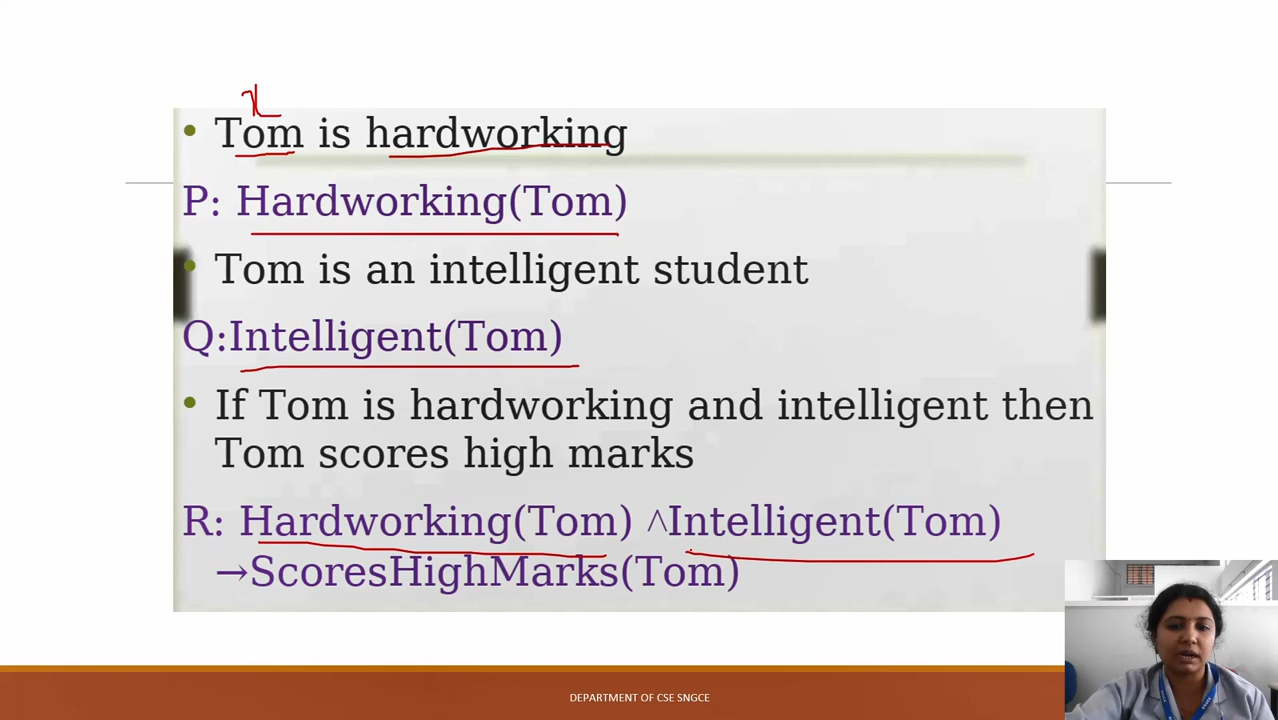 x
• Tom is hardworking
P: Hardworking(Tom)
• Tom is an intelligent student
Q:Intelligent(Tom)
• If Tom is hardworking and intelligent then
Tom scores high marks
R: Hardworking(Tom) ^Intelligent(Tom)
→ScoresHighMarks(Tom)
DEPARTMENT OF CSE SNGCE